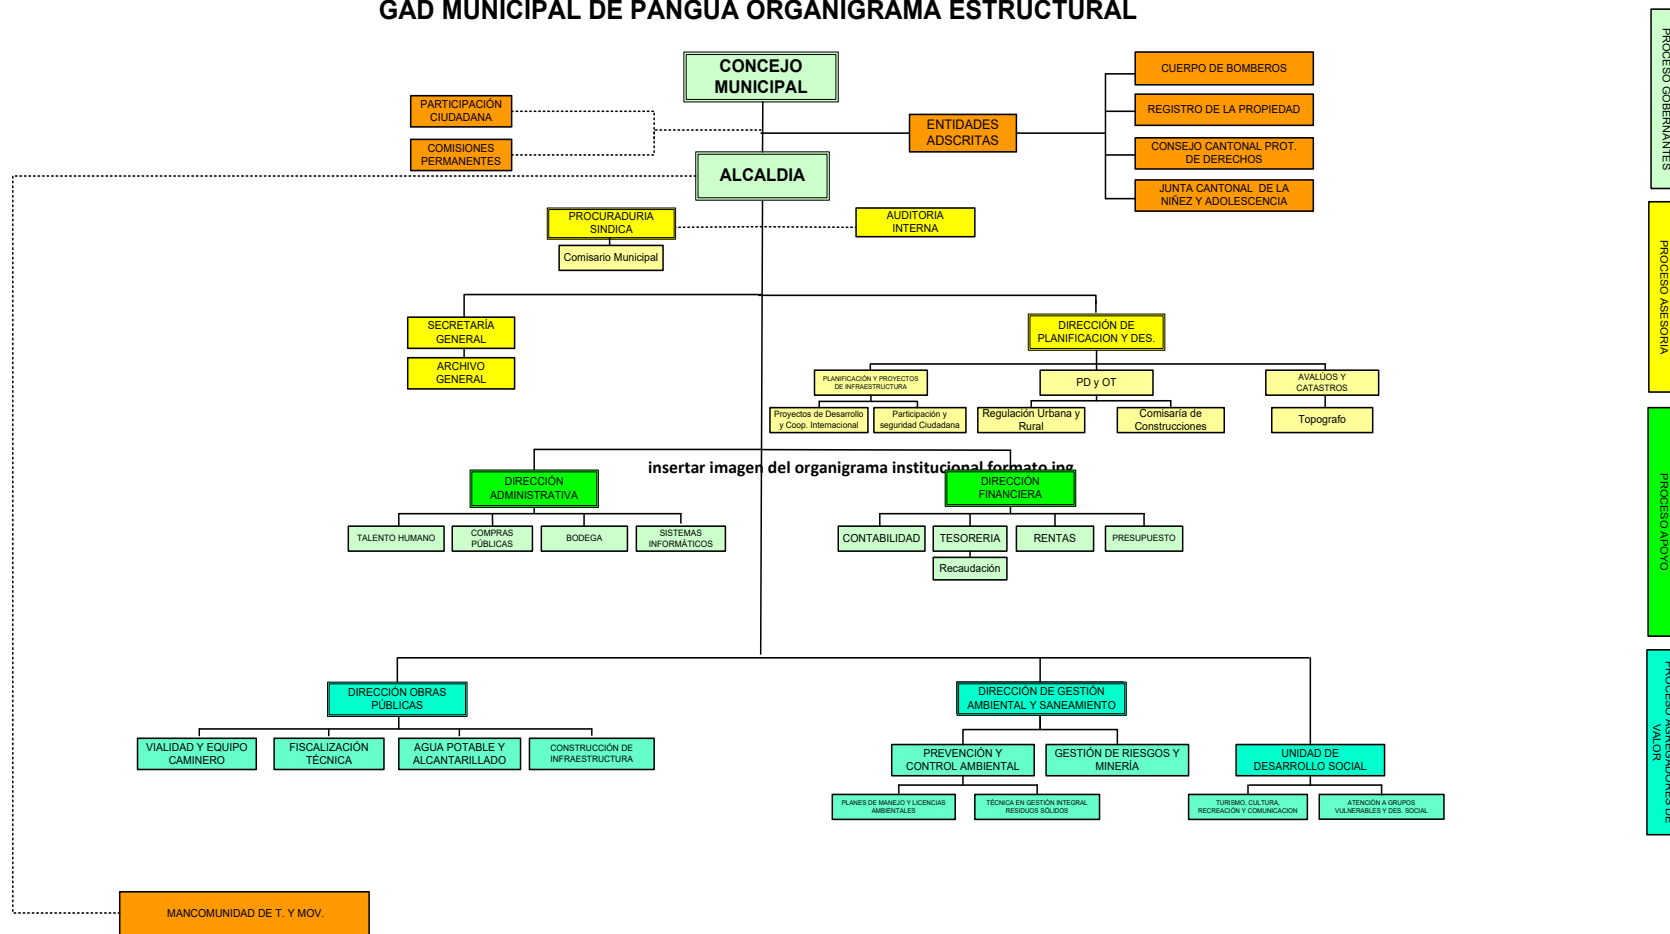 GAD MUNICIPAL DE PANGUA ORGANIGRAMA ESTRUCTURAL
CONCEJO
MUNICIPAL
PARTICIPACIÓN
CIUDADANA
COMISIONES
PERMANENTES
ENTIDADES
ADSCRITAS
CUERPO DE BOMBEROS
REGISTRO DE LA PROPIEDAD
CONSEJO CANTONAL PROT.
DE DERECHOS
JUNTA CANTONAL DE LA
NIÑEZ Y ADOLESCENCIA
ALCALDIA
PROCURADURIA
SINDICA
Comisario Municipal
AUDITORIA
INTERNA
SECRETARÍA
GENERAL
ARCHIVO
GENERAL
DIRECCIÓN DE
PLANIFICACION Y DES.
PLANIFICACIÓN Y PROYECTOS
DE INFRAESTRUCTURA
PD y OT
AVALÚOS Y
CATASTROS
Proyectos de Desarrollo
y Coop. Internacional
Participación y
seguridad Ciudadana
Regulación Urbana y
Rural
Comisaría de
Construcciones
Topografo
insertar imagen del organigrama institucional formato jpg
DIRECCIÓN
ADMINISTRATIVA
DIRECCIÓN
FINANCIERA
TALENTO HUMANO
COMPRAS
PÚBLICAS
BODEGA
SISTEMAS
INFORMÁTICOS
CONTABILIDAD
TESORERIA
RENTAS
PRESUPUESTO
Recaudación
DIRECCIÓN OBRAS
PÚBLICAS
DIRECCIÓN DE GESTIÓN
AMBIENTAL Y SANEAMIENTO
VIALIDAD Y EQUIPO
CAMINERO
FISCALIZACIÓN
TÉCNICA
AGUA POTABLE Y
ALCANTARILLADO
CONSTRUCCIÓN DE
INFRAESTRUCTURA
PREVENCIÓN Y
CONTROL AMBIENTAL
GESTIÓN DE RIESGOS Y
MINERÍA
UNIDAD DE
DESARROLLO SOCIAL
PLANES DE MANEJO Y LICENCIAS
AMBIENTALES
TÉCNICA EN GESTIÓN INTEGRAL
RESIDUOS SÓLIDOS
TURISMO, CULTURA,
RECREACIÓN Y COMUNICACION
ATENCIÓN A GRUPOS
VULNERABLES Y DES. SOCIAL
MANCOMUNIDAD DE T. Y MOV.
PROCESO GOBERNANTES
PROCESO ASESORIA
PROCESO APOYO
PROCESO AGREGADORES DE
VALOR